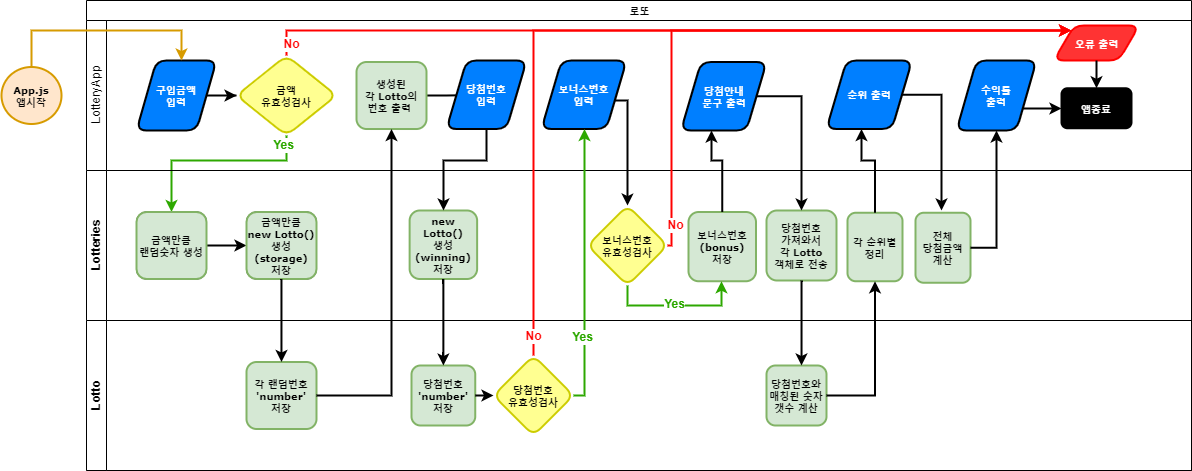 로또
LotteryApp
App.js
앱시작
구입금액
입력
No
금액
유효성검사
Yes
생성된
각 Lotto의
번호 출력
당첨번호
입력
보너스번호
입력
당첨안내
문구 출력
순위 출력
수익률
출력
오류 출력
앱종료
Lotteries
금액만큼
랜덤숫자 생성
금액만큼
new Lotto()
생성
(storage)
저장
new
Lotto()
생성
(winning)
저장
보너스번호
유효성검사
No
Yes
보너스번호
(bonus)
저장
당첨번호
가져와서
각 Lotto
객체로 전송
각 순위별
정리
전체
당첨금액
계산
Lotto
각 랜덤번호
'number'
저장
당첨번호
'number'
저장
No
당첨번호
유효성검사
Yes
당첨번호와
매칭된 숫자
갯수 계산